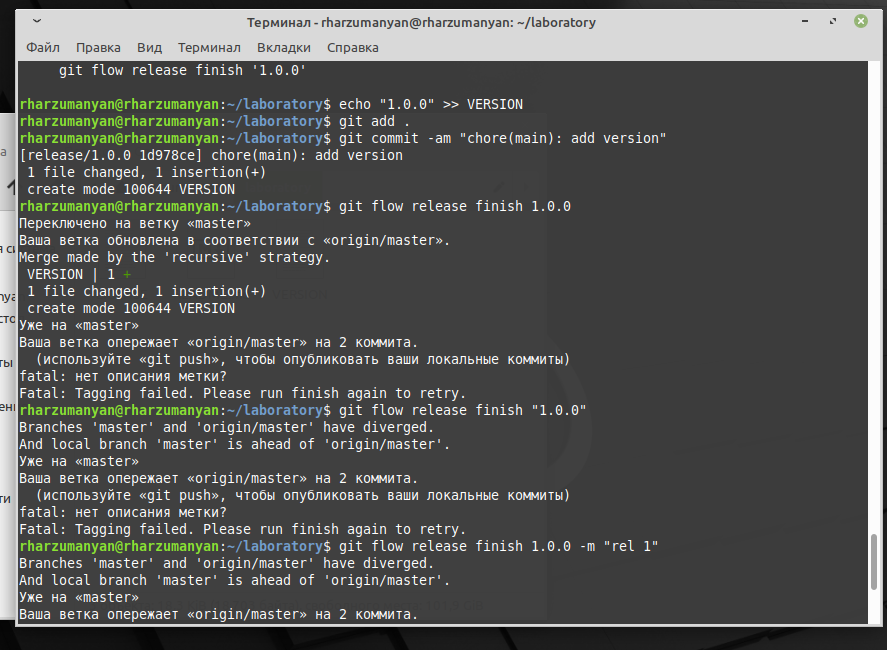 Терминал - rharzumanyan@rharzumanyan: ~/laboratory
Файл Правка Вид Терминал Вкладки Справка
git flow release finish '1.0.0'
rharzumanyan@rharzumanyan:~/laboratory$ echo "1.0.0" >> VERSION
rharzumanyan@rharzumanyan:~/laboratory$ git add .
rharzumanyan@rharzumanyan:~/laboratory$ git commit -am "chore(main): add version"
[release/1.0.0 1d978ce] chore(main): add version
1 file changed, 1 insertion(+)
create mode 100644 VERSION
rharzumanyan@rharzumanyan:~/laboratory$ git flow release finish 1.0.0
Переключено на ветку «master»
Ваша ветка обновлена в соответствии с «origin/master».
Merge made by the 'recursive' strategy.
VERSION | 1 +
1 file changed, 1 insertion(+)
create mode 100644 VERSION
Уже на «master»
Ваша ветка опережает «origin/master» на 2 коммита.
(используйте «git push», чтобы опубликовать ваши локальные коммиты)
fatal: нет описания метки?
Fatal: Tagging failed. Please run finish again to retry.
rharzumanyan@rharzumanyan:~/laboratory$ git flow release finish "1.0.0"
Branches 'master' and 'origin/master' have diverged.
And local branch 'master' is ahead of 'origin/master'.
Уже на «master»
Ваша ветка опережает «origin/master» на 2 коммита.
(используйте «git push», чтобы опубликовать ваши локальные коммиты)
fatal: нет описания метки?
Fatal: Tagging failed. Please run finish again to retry.
rharzumanyan@rharzumanyan:~/laboratory$ git flow release finish 1.0.0 -m "rel 1"
Branches 'master' and 'origin/master' have diverged.
And local branch 'master' is ahead of 'origin/master'.
Уже на «master»
Ваша ветка опережает «origin/master» на 2 коммита.